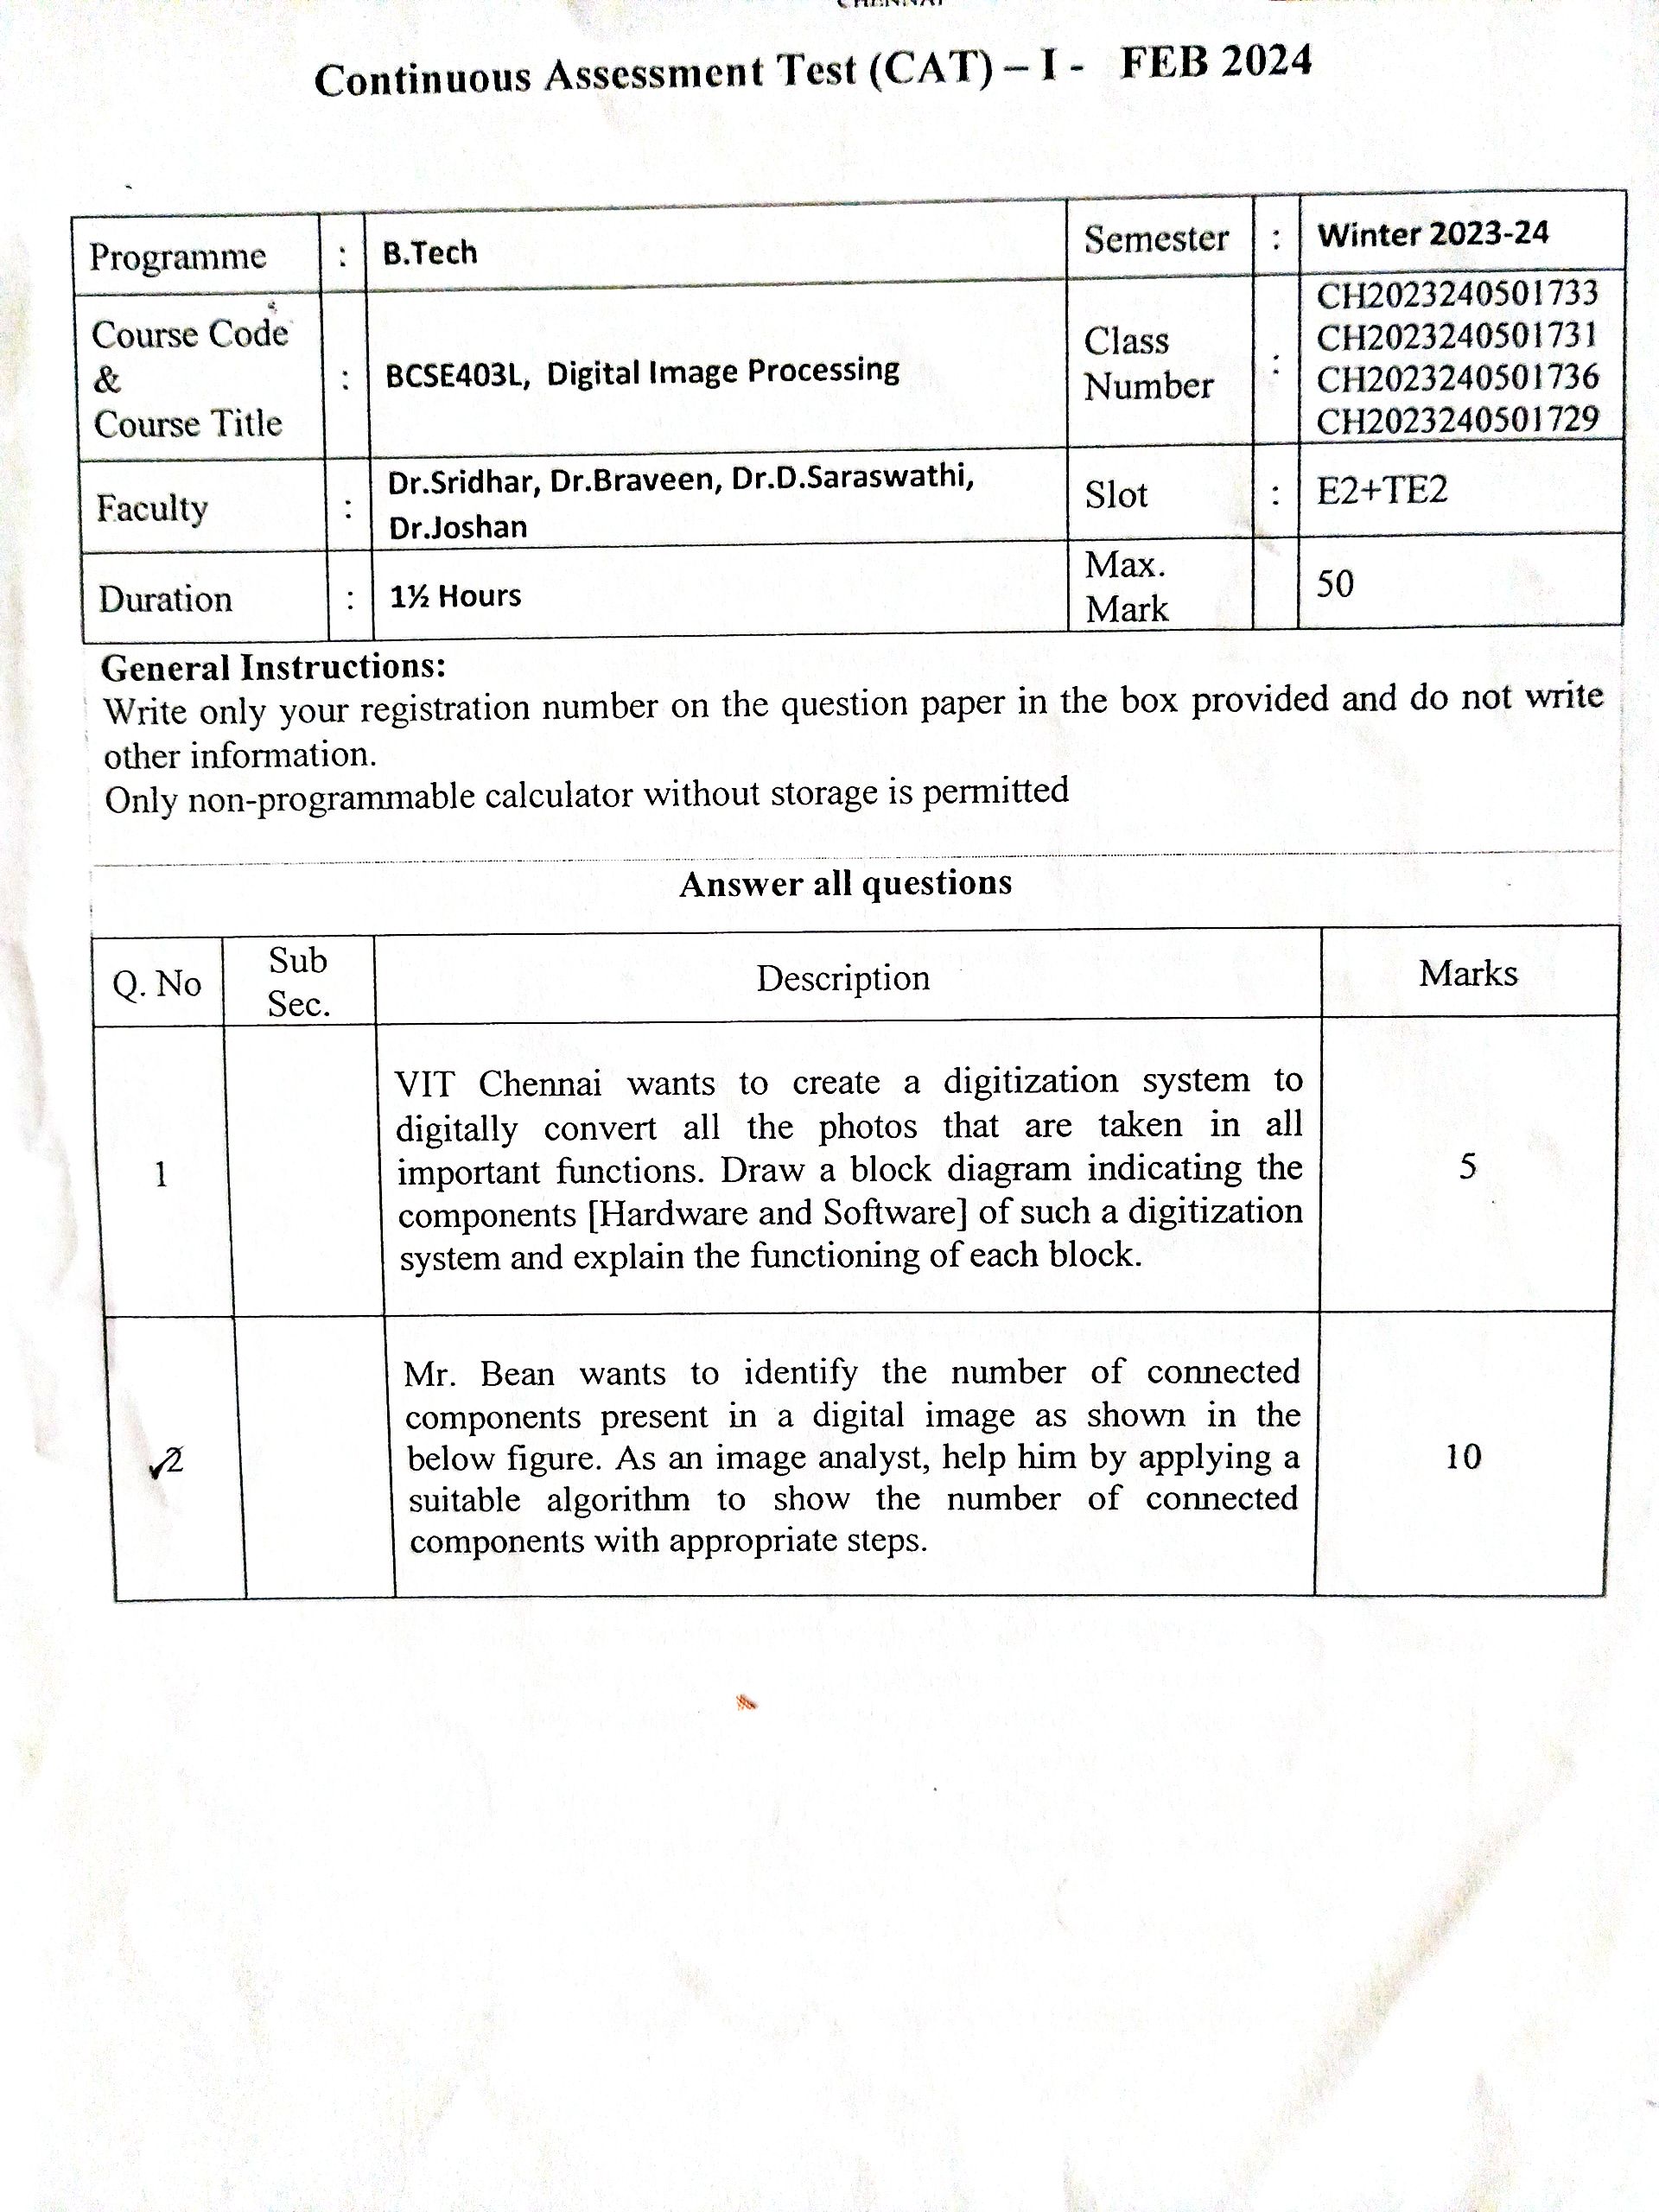 CHENNAI
Continuous Assessment Test (CAT) – I - FEB 2024
Programme : B.Tech Semester : Winter 2023-24
Course Code & Course Title : BCSE403L, Digital Image Processing Class Number :
CH2023240501733
CH2023240501731
CH2023240501736
CH2023240501729
Faculty : Dr.Sridhar, Dr.Braveen, Dr.D.Saraswathi,
Dr.Joshan
Slot : E2+TE2
Duration : 1½ Hours
Max.
Mark
50
General Instructions:
Write only your registration number on the question paper in the box provided and do not write
other information.
Only non-programmable calculator without storage is permitted
Answer all questions
Q. No Sub Sec. Description Marks
1
VIT Chennai wants to create a digitization system to
digitally convert all the photos that are taken in all
important functions. Draw a block diagram indicating the
components [Hardware and Software] of such a digitization
system and explain the functioning of each block.
5
2
Mr. Bean wants to identify the number of connected
components present in a digital image as shown in the
below figure. As an image analyst, help him by applying a
suitable algorithm to show the number of connected
components with appropriate steps.
10